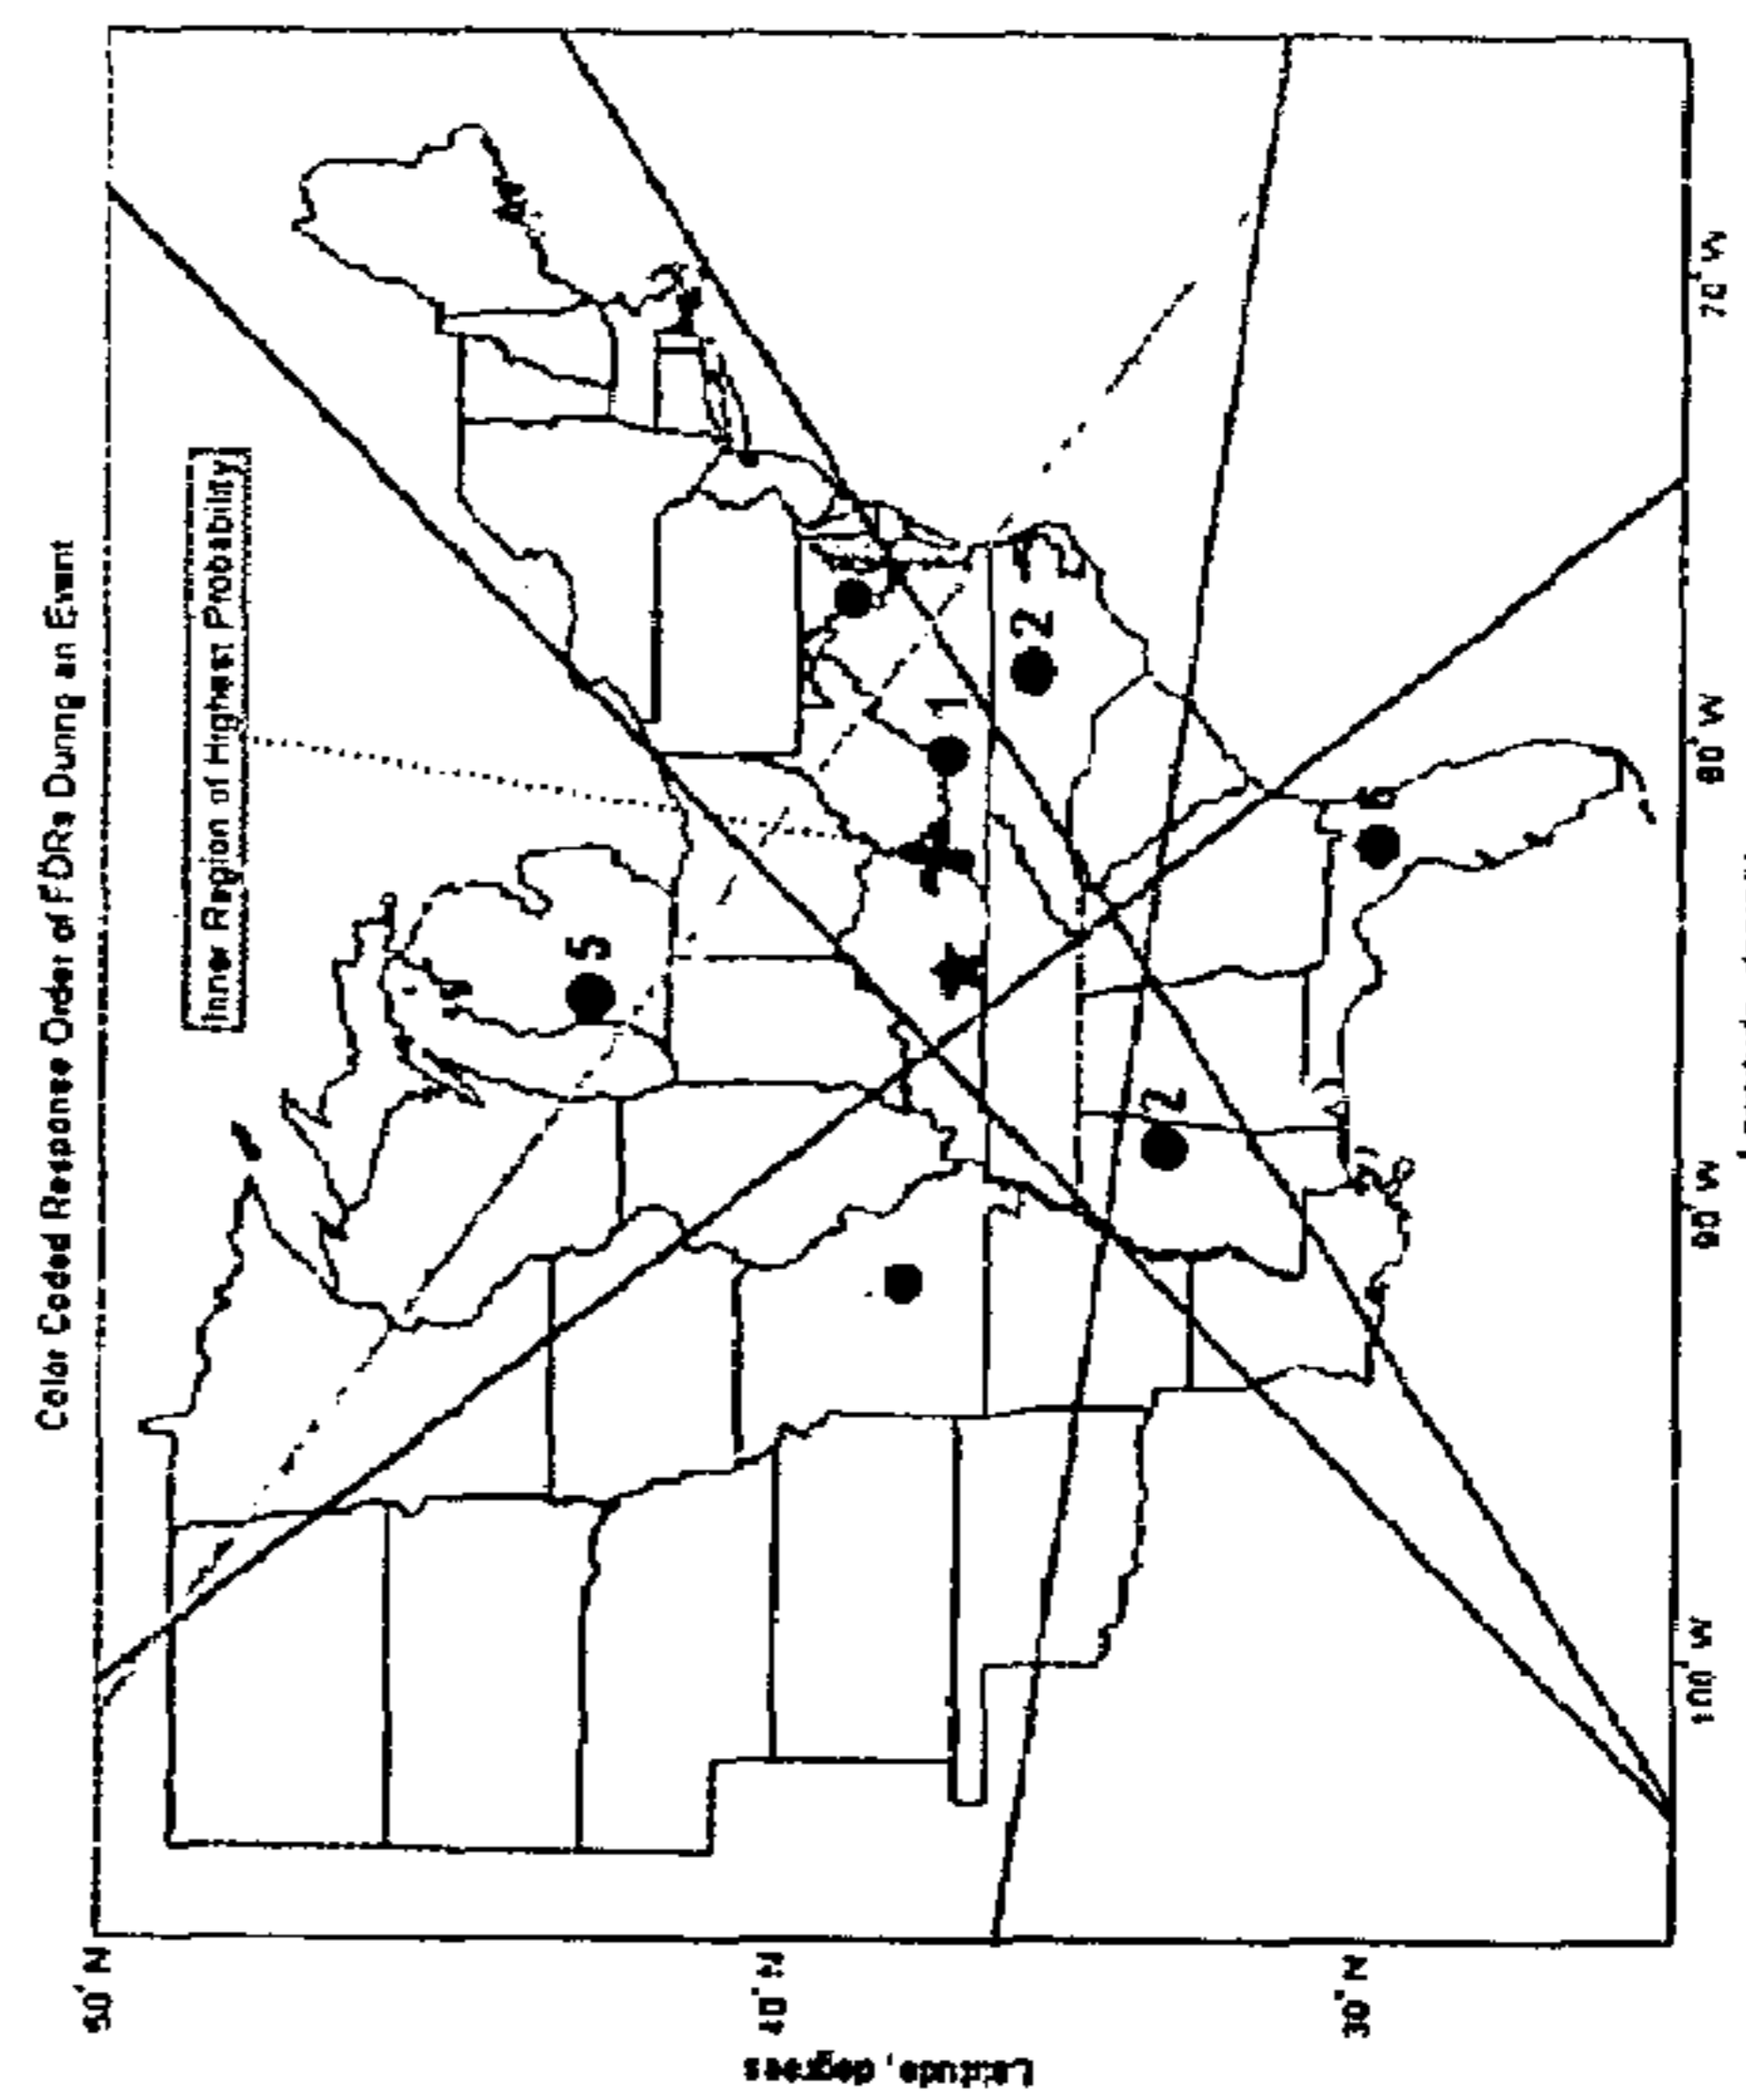 Color Coded Response Order of FDRs During an Event
Inner Region of Highest Probability
50° N
40° N
30° N
Latitude, degrees
5
1
2
2
6
100 W
90 W
80 W
70 W